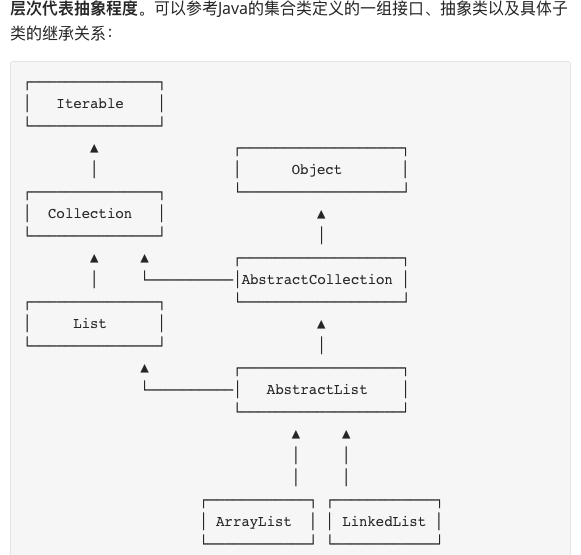 层次代表抽象程度。可以参考Java的集合类定义的一组接口、抽象类以及具体子
类的继承关系：
Iterable
Object
Collection
AbstractCollection
List
AbstractList
ArrayList
LinkedList